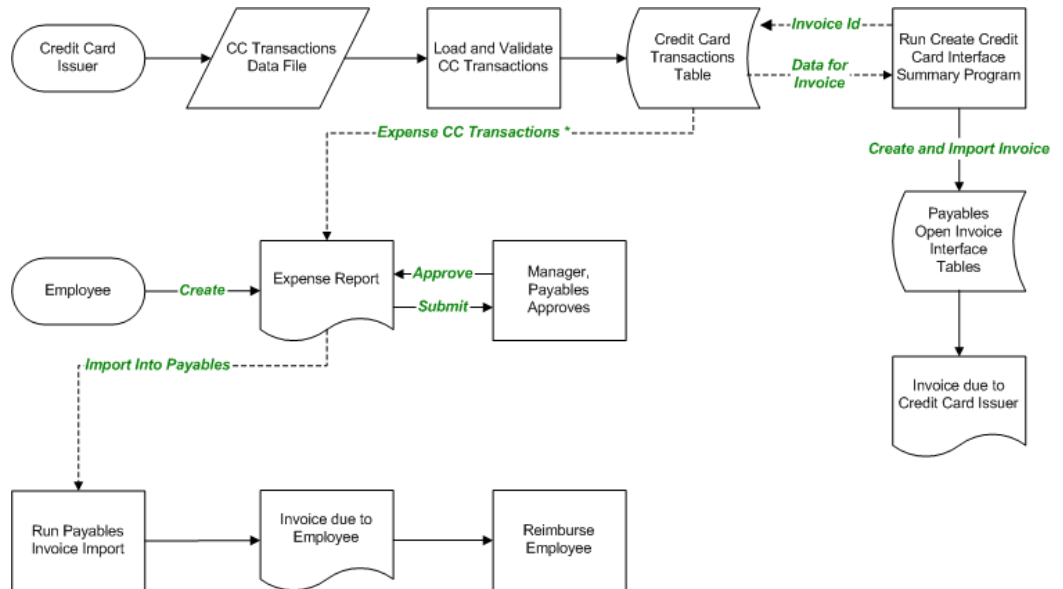 Credit Card
Issuer
CC Transactions
Data File
Load and Validate
CC Transactions
Credit Card
Transactions
Table
Invoice Id
Data for
Invoice
Run Create Credit
Card Interface
Summary Program
Expense CC Transactions *
Create and Import Invoice
Payables
Open Invoice
Interface
Tables
Employee
Create
Expense Report
Approve
Submit
Manager,
Payables
Approves
Import Into Payables
Invoice due to
Credit Card Issuer
Run Payables
Invoice Import
Invoice due to
Employee
Reimburse
Employee